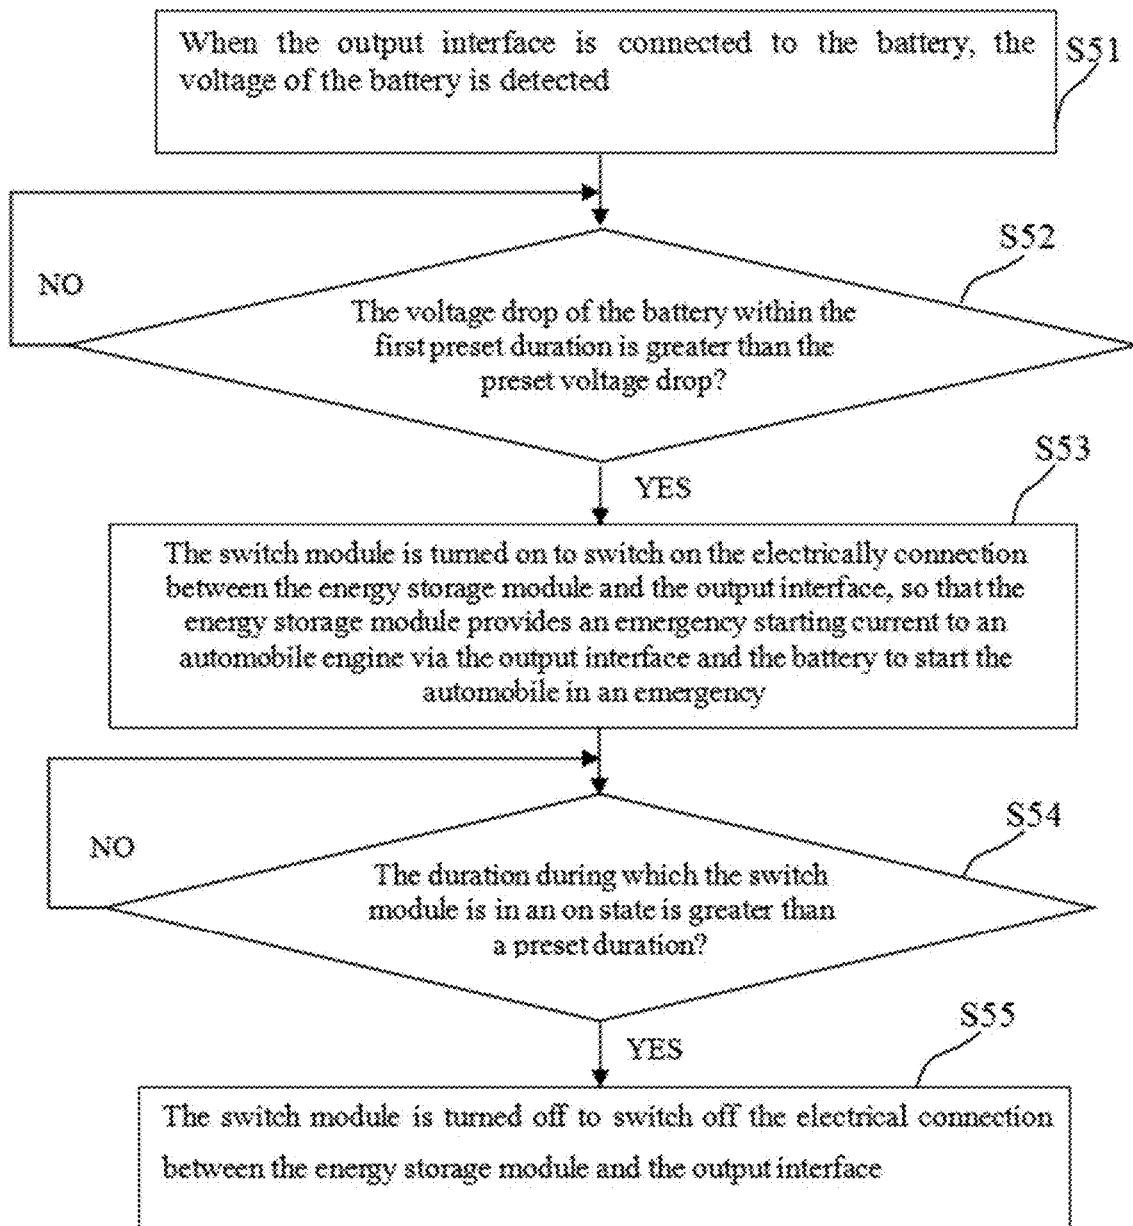 When the output interface is connected to the battery, the
voltage of the battery is detected
S51
S52
NO
The voltage drop of the battery within the
first preset duration is greater than the
preset voltage drop?
YES
S53
The switch module is turned on to switch on the electrically connection
between the energy storage module and the output interface, so that the
energy storage module provides an emergency starting current to an
automobile engine via the output interface and the battery to start the
automobile in an emergency
S54
NO
The duration during which the switch
module is in an on state is greater than
a preset duration?
YES
S55
The switch module is turned off to switch off the electrical connection
between the energy storage module and the output interface